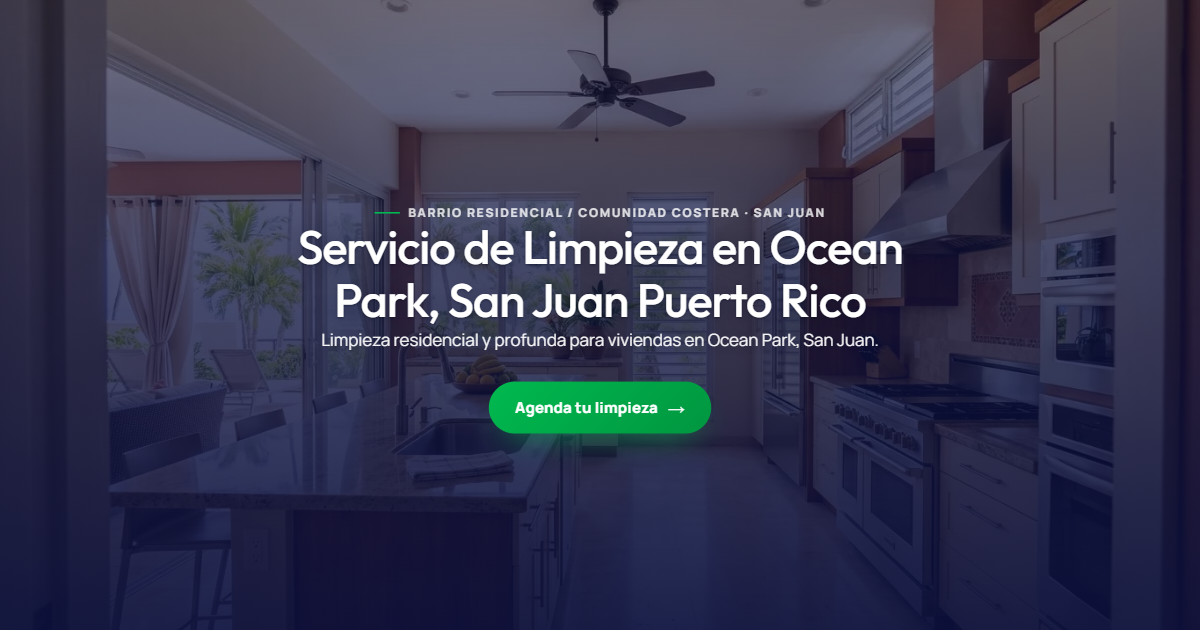 BARRIO RESIDENCIAL / COMUNIDAD COSTERA · SAN JUAN
Servicio de Limpieza en Ocean
Park, San Juan Puerto Rico
Limpieza residencial y profunda para viviendas en Ocean Park, San Juan.
Agenda tu limpieza →